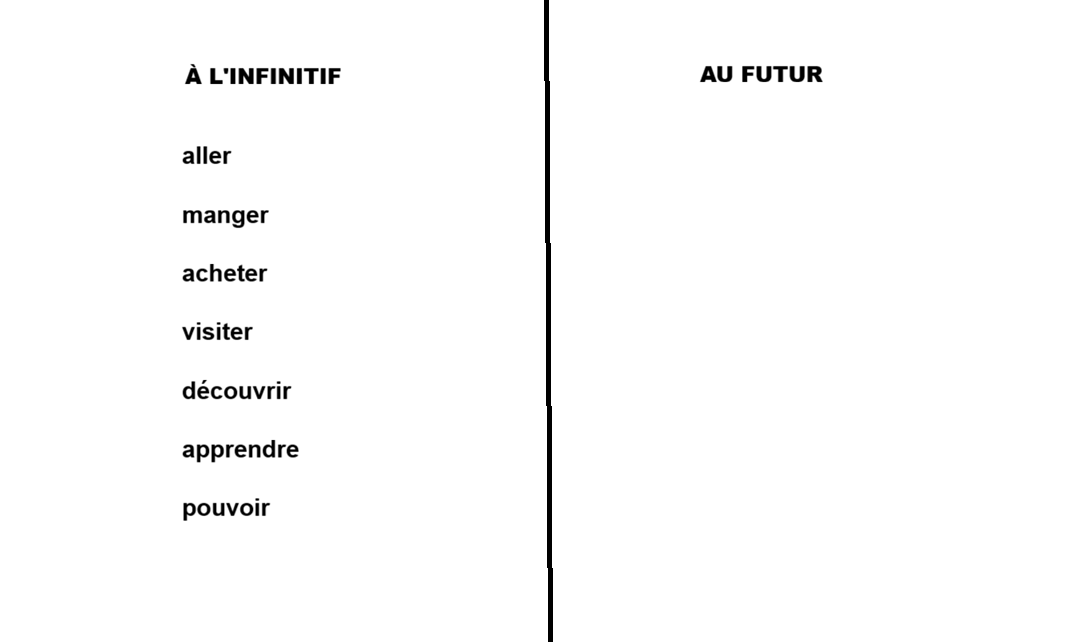 À L'INFINITIF
AU FUTUR
aller
manger
acheter
visiter
découvrir
apprendre
pouvoir